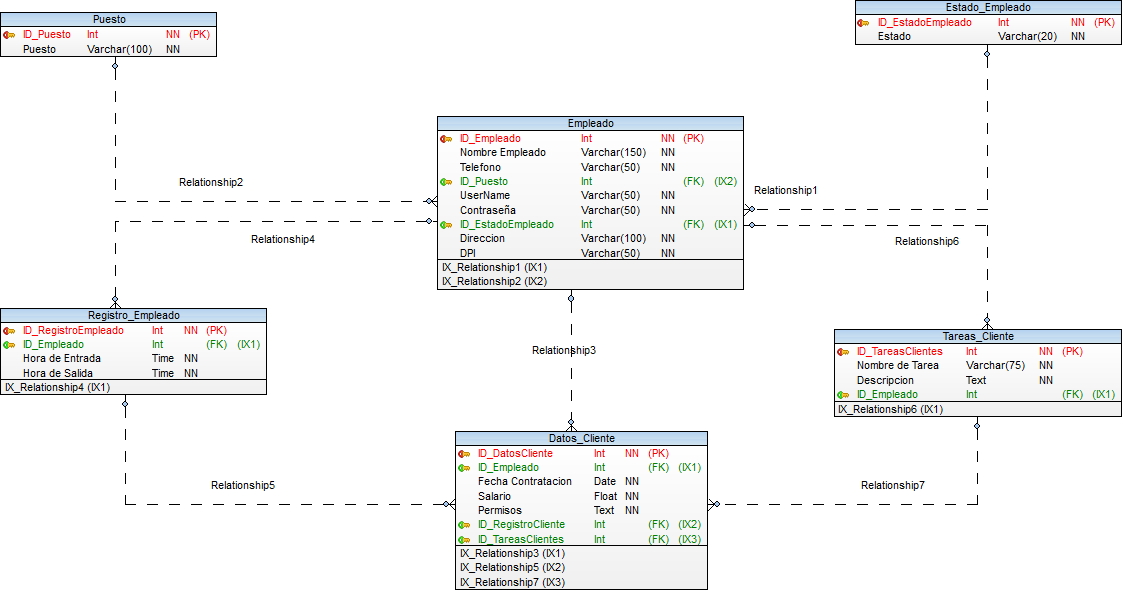 Puesto
ID_Puesto Int NN (PK)
Puesto Varchar(100) NN
Estado_Empleado
ID_EstadoEmpleado Int NN (PK)
Estado Varchar(20) NN
Empleado
ID_Empleado Int NN (PK)
Nombre Empleado Varchar(150) NN
Telefono Varchar(50) NN
ID_Puesto Int (FK) (IX2)
UserName Varchar(50) NN
Contraseña Varchar(50) NN
ID_EstadoEmpleado Int (FK) (IX1)
Direccion Varchar(100) NN
DPI Varchar(50) NN
IX_Relationship1 (IX1)
IX_Relationship2 (IX2)
Relationship2
Relationship1
Relationship4
Relationship6
Registro_Empleado
ID_RegistroEmpleado Int NN (PK)
ID_Empleado Int (FK) (IX1)
Hora de Entrada Time NN
Hora de Salida Time NN
IX_Relationship4 (IX1)
Relationship3
Tareas_Cliente
ID_TareasClientes Int NN (PK)
Nombre de Tarea Varchar(75) NN
Descripcion Text NN
ID_Empleado Int (FK) (IX1)
IX_Relationship6 (IX1)
Datos_Cliente
ID_DatosCliente Int NN (PK)
ID_Empleado Int (FK) (IX1)
Fecha Contratacion Date NN
Salario Float NN
Permisos Text NN
ID_RegistroCliente Int (FK) (IX2)
ID_TareasClientes Int (FK) (IX3)
IX_Relationship3 (IX1)
IX_Relationship5 (IX2)
IX_Relationship7 (IX3)
Relationship5
Relationship7